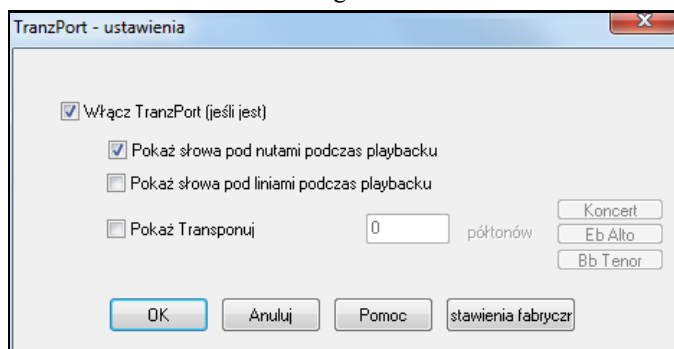 TranzPort - ustawienia
Włącz TranzPort (jeśli jest)
Pokaż słowa pod nutami podczas playbacku
Pokaż słowa pod liniami podczas playbacku
Pokaż Transponuj 0 półtonów
Koncert
Eb Alto
Bb Tenor
OK Anuluj Pomoc stawienia fabryczr